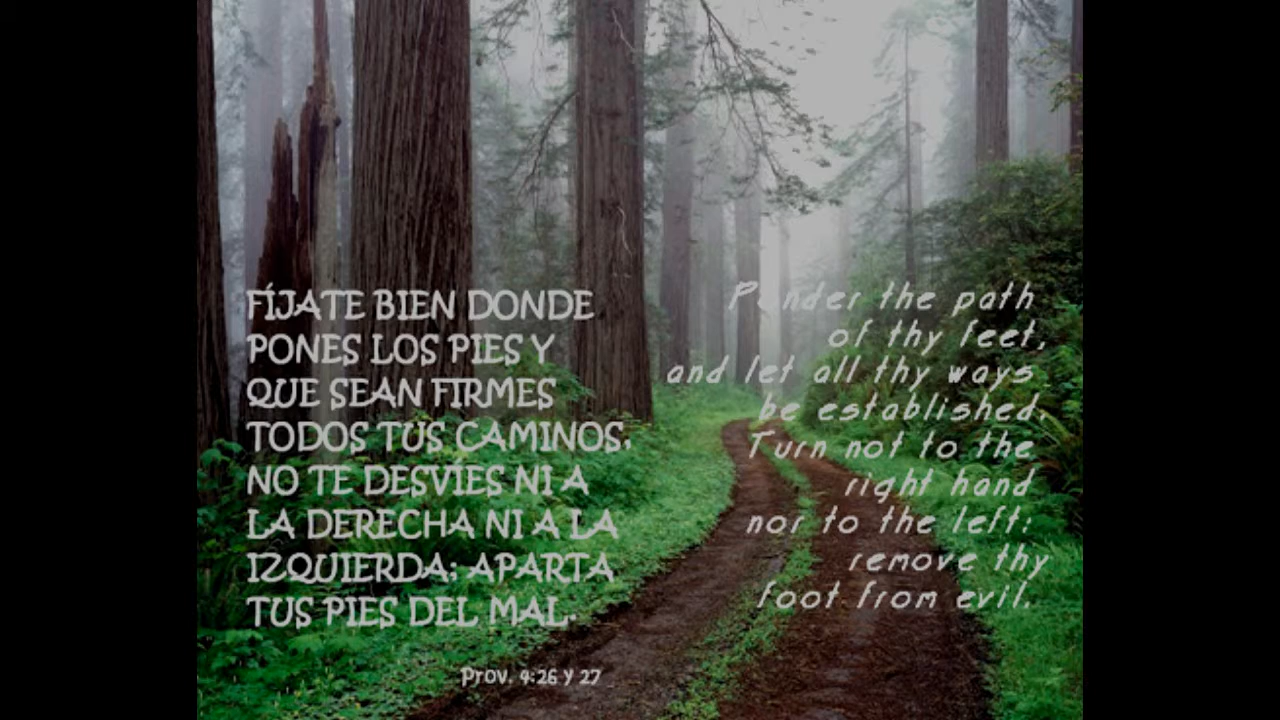 FÍJATE BIEN DONDE
PONES LOS PIES Y
QUE SEAN FIRMES
TODOS TUS CAMINOS.
NO TE DESVÍES NI A
LA DERECHA NI A LA
IZQUIERDA; APARTA
TUS PIES DEL MAL.
Ponder the path
of thy feet,
and let all thy ways
be established.
Turn not to the
right hand
nor to the left:
remove thy
foot from evil.
Prov. 4:26 y 27